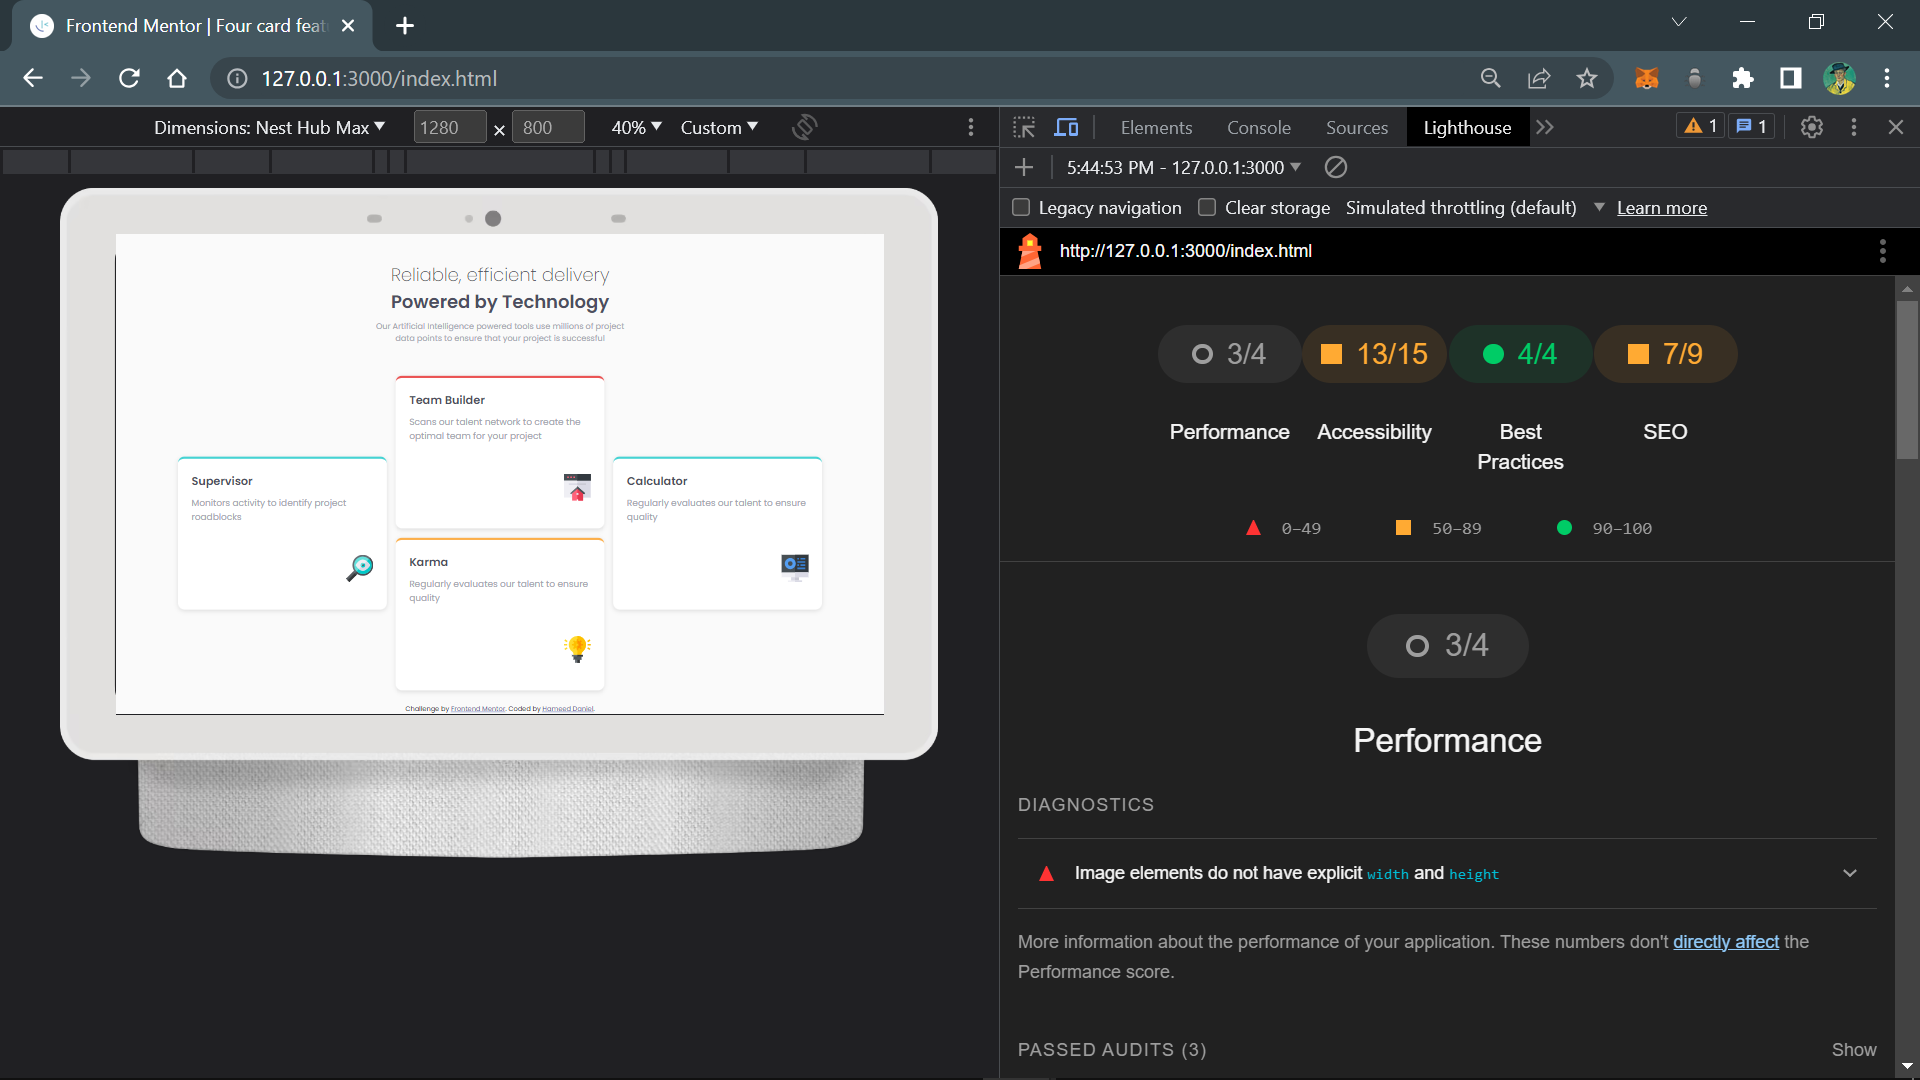 Frontend Mentor | Four card feat
127.0.0.1:3000/index.html
Dimensions: Nest Hub Max 1280 × 800 40% Custom
Elements Console Sources Lighthouse 1 1
5:44:53 PM - 127.0.0.1:3000
Legacy navigation Clear storage Simulated throttling (default) Learn more
http://127.0.0.1:3000/index.html
Reliable, efficient delivery
Powered by Technology
Our Artificial Intelligence powered tools use millions of project
data points to ensure that your project is successful
Team Builder
Scans our talent network to create the
optimal team for your project
Supervisor
Monitors activity to identify project
roadblocks
Calculator
Regularly evaluates our talent to ensure
quality
Karma
Regularly evaluates our talent to ensure
quality
Challenge by Frontend Mentor. Coded by Hameed Daniel.
3/4 13/15 4/4 7/9
Performance Accessibility Best SEO
Practices
0–49 50–89 90–100
3/4
Performance
DIAGNOSTICS
Image elements do not have explicit width and height
More information about the performance of your application. These numbers don't directly affect the
Performance score.
PASSED AUDITS (3) Show